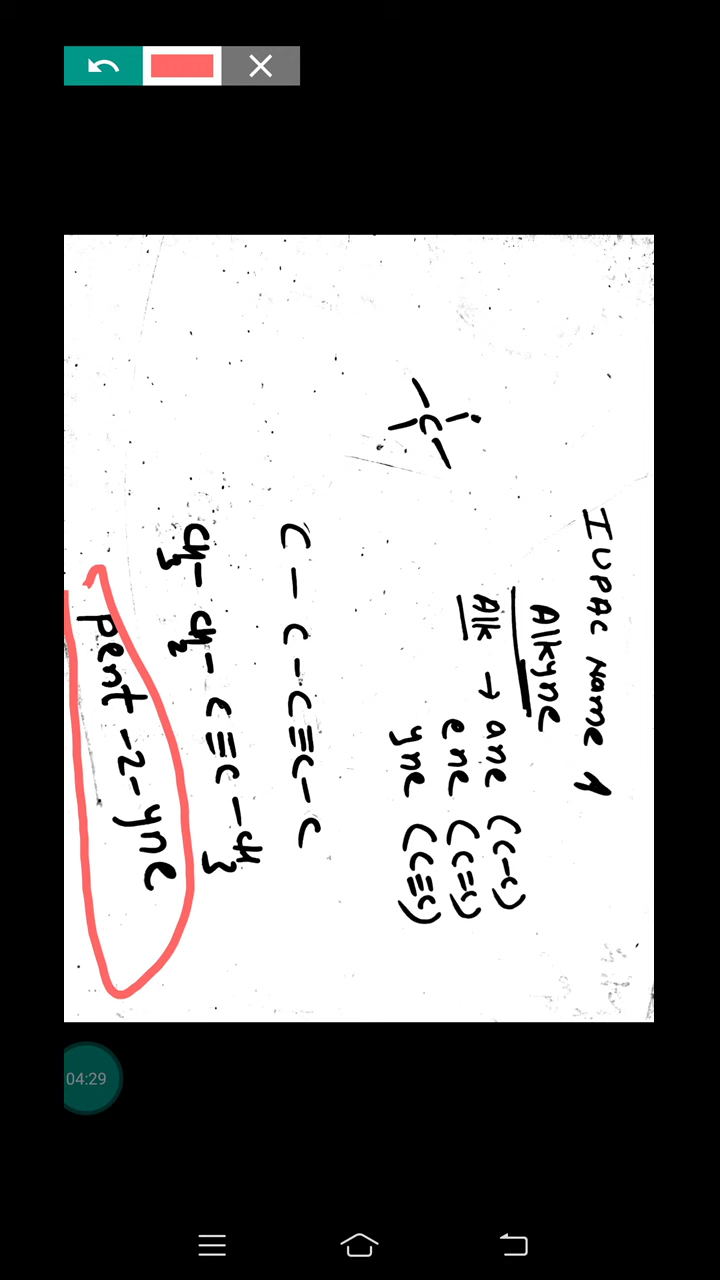 IUPAC Name A
Alkyne
Alk → ane (C-C)
ene (C=C)
yne (C≡C)
C
C - C - C≡C - C
CH3 - CH2 - C≡C - CH3
Pent - 2 - yne
04:29